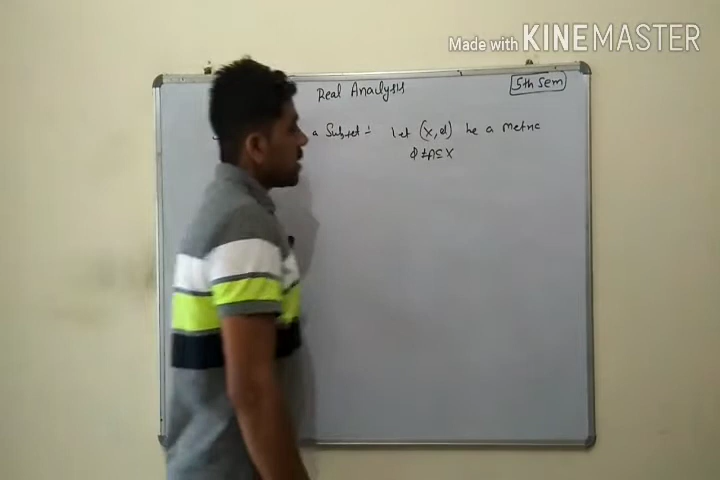 Made with KINEMASTER
Real Analysis
5th Sem
a Subset :- Let (X, d) be a Metric
Φ ≠ A ⊆ X